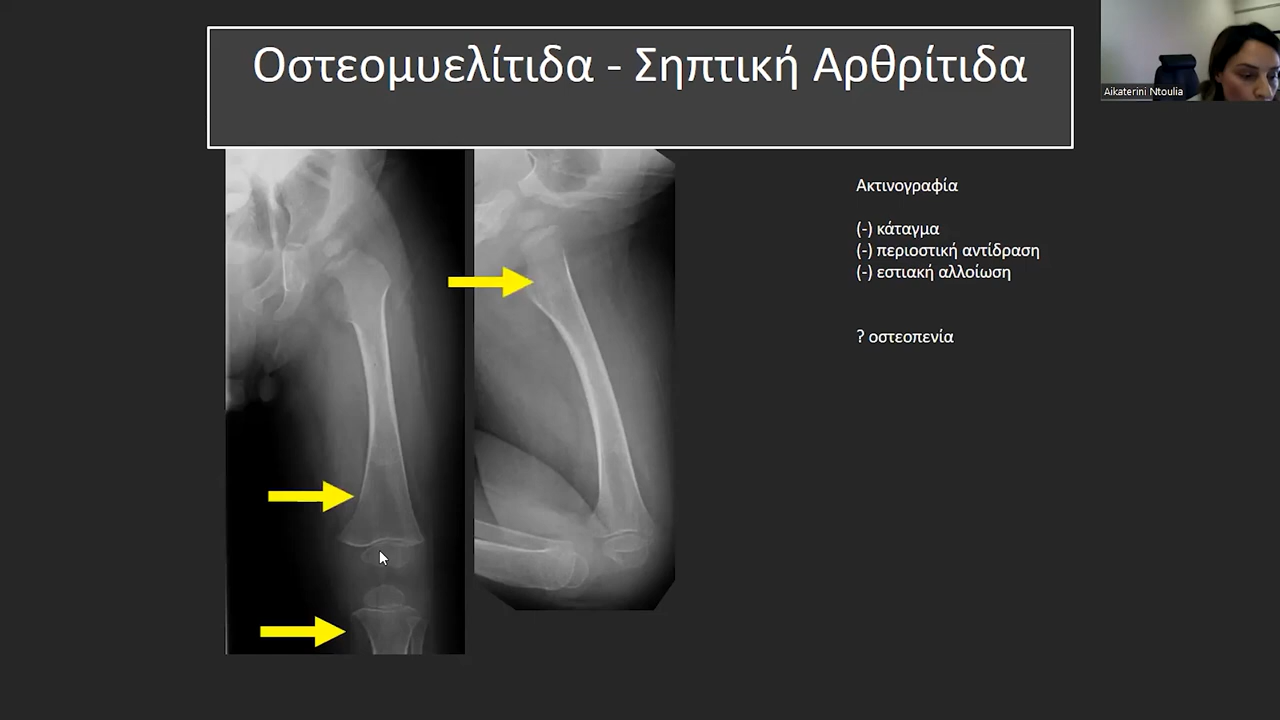 Οστεομυελίτιδα - Σηπτική Αρθρίτιδα
Aikaterini Ntoulia
Ακτινογραφία
(-) κάταγμα
(-) περιοστική αντίδραση
(-) εστιακή αλλοίωση
? οστεοπενία